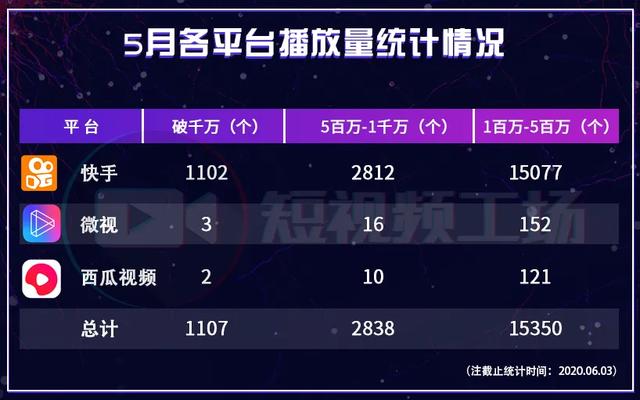 5月各平台播放量统计情况
平台 破千万（个） 5百万-1千万（个） 1百万-5百万（个）
快手 1102 2812 15077
微视 3 16 152
西瓜视频 2 10 121
总计 1107 2838 15350
短视频工场
（注截止统计时间：2020.06.03）